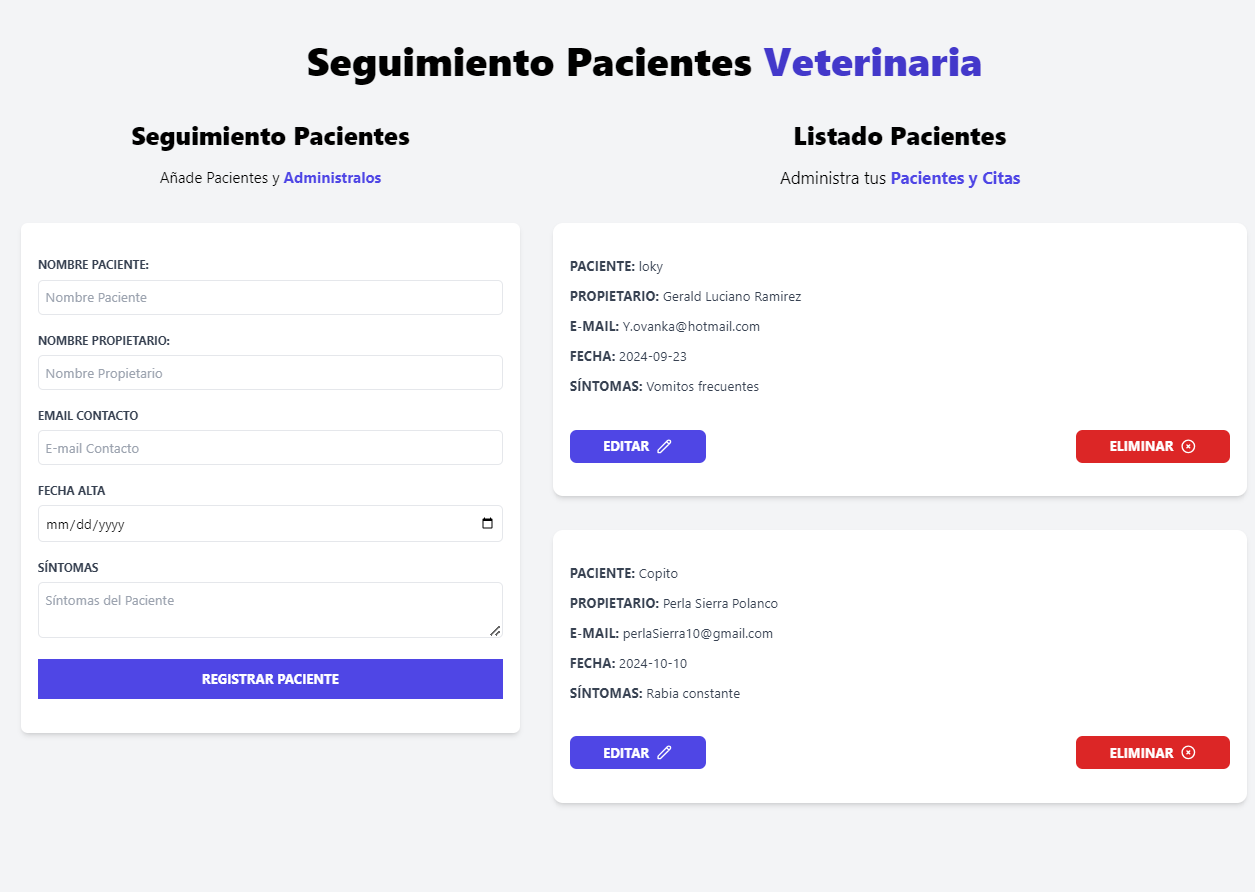 Seguimiento Pacientes Veterinaria
Seguimiento Pacientes
Añade Pacientes y Administralos
NOMBRE PACIENTE:
Nombre Paciente
NOMBRE PROPIETARIO:
Nombre Propietario
EMAIL CONTACTO
E-mail Contacto
FECHA ALTA
mm/dd/yyyy
SÍNTOMAS
Síntomas del Paciente
REGISTRAR PACIENTE
Listado Pacientes
Administra tus Pacientes y Citas
PACIENTE: loky
PROPIETARIO: Gerald Luciano Ramirez
E-MAIL: Y.ovanka@hotmail.com
FECHA: 2024-09-23
SÍNTOMAS: Vomitos frecuentes
EDITAR
ELIMINAR
PACIENTE: Copito
PROPIETARIO: Perla Sierra Polanco
E-MAIL: perlaSierra10@gmail.com
FECHA: 2024-10-10
SÍNTOMAS: Rabia constante
EDITAR
ELIMINAR